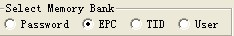 Select Memory Bank
Password EPC TID User